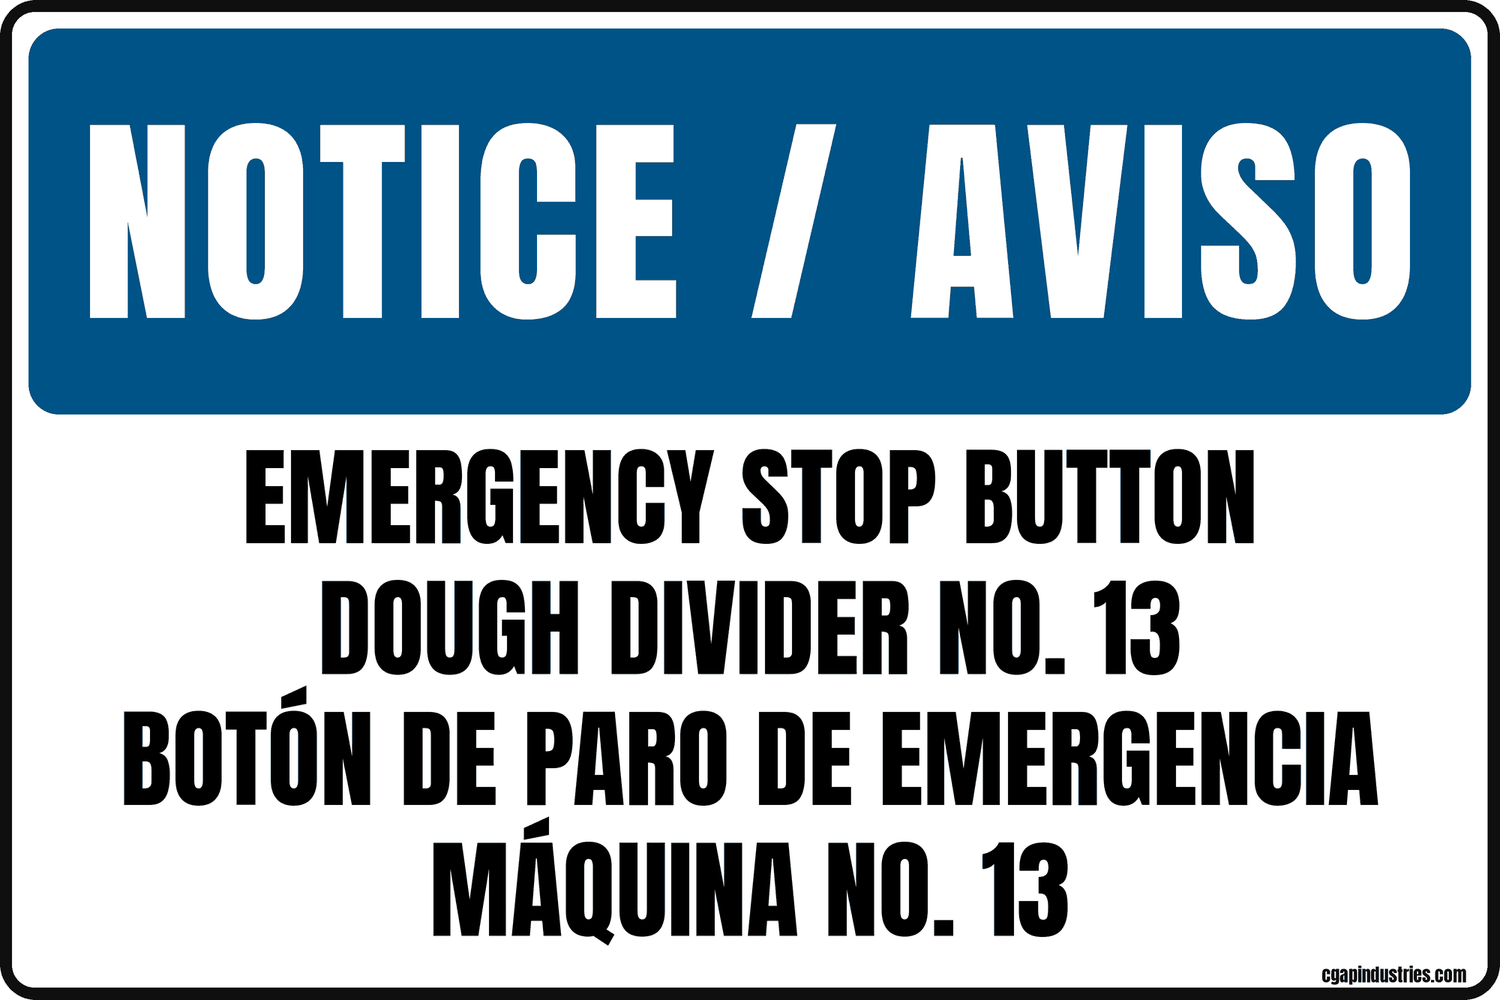 NOTICE / AVISO
EMERGENCY STOP BUTTON
DOUGH DIVIDER NO. 13
BOTÓN DE PARO DE EMERGENCIA
MÁQUINA NO. 13
cgapindustries.com